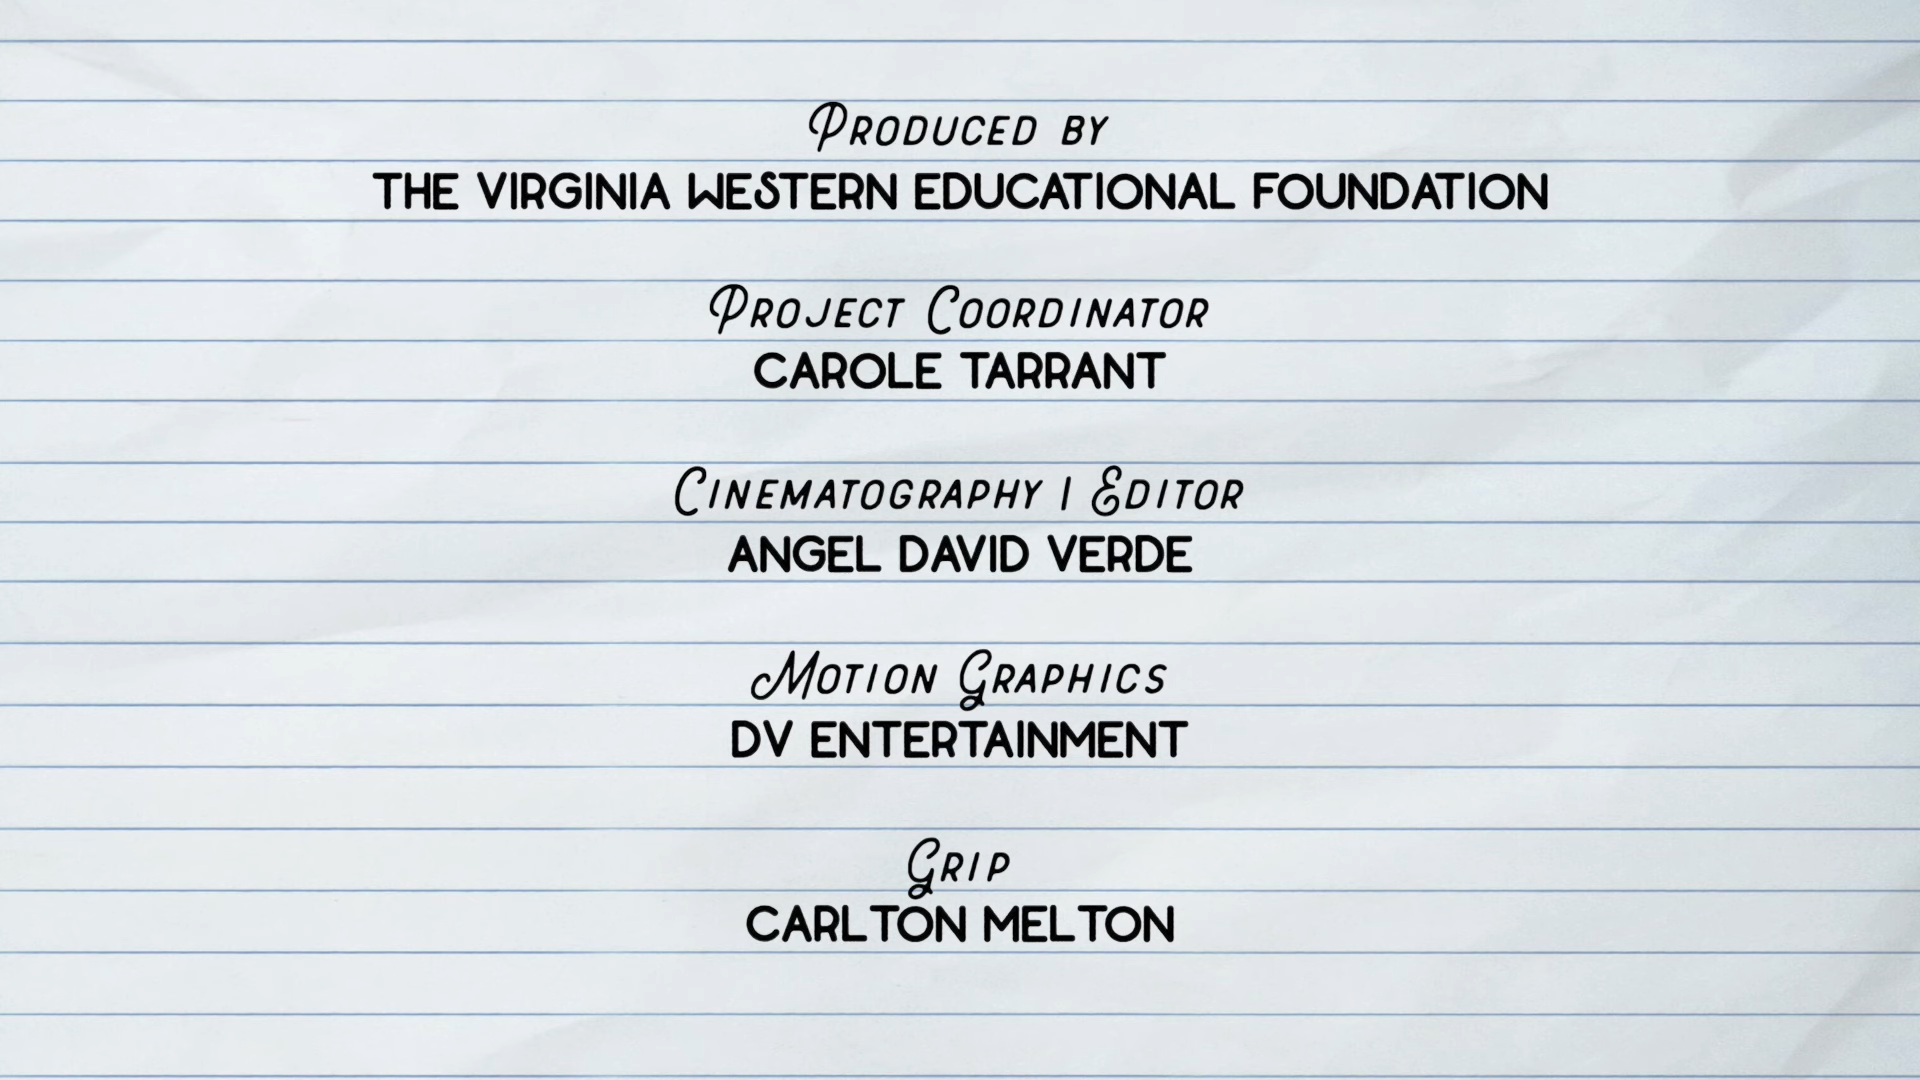 Produced by
THE VIRGINIA WESTERN EDUCATIONAL FOUNDATION
Project Coordinator
CAROLE TARRANT
Cinematography | Editor
ANGEL DAVID VERDE
Motion Graphics
DV ENTERTAINMENT
Grip
CARLTON MELTON